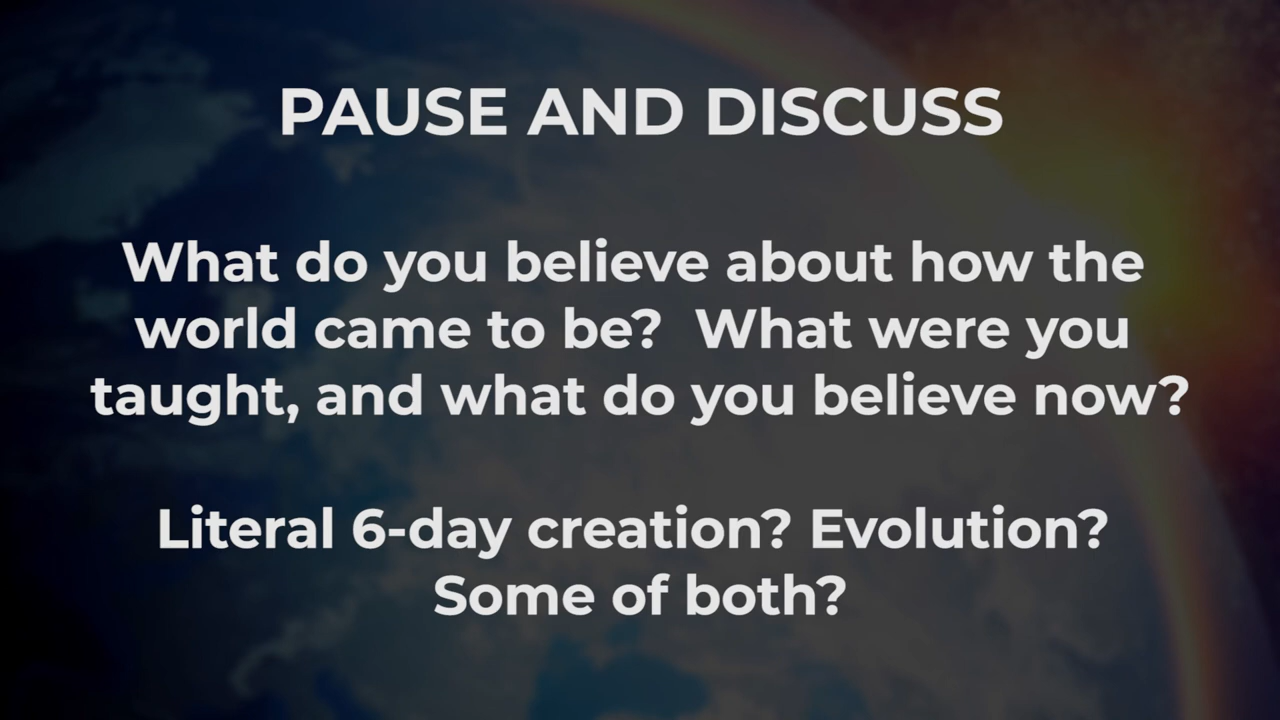 PAUSE AND DISCUSS
What do you believe about how the
world came to be?  What were you
taught, and what do you believe now?
Literal 6-day creation? Evolution?
Some of both?